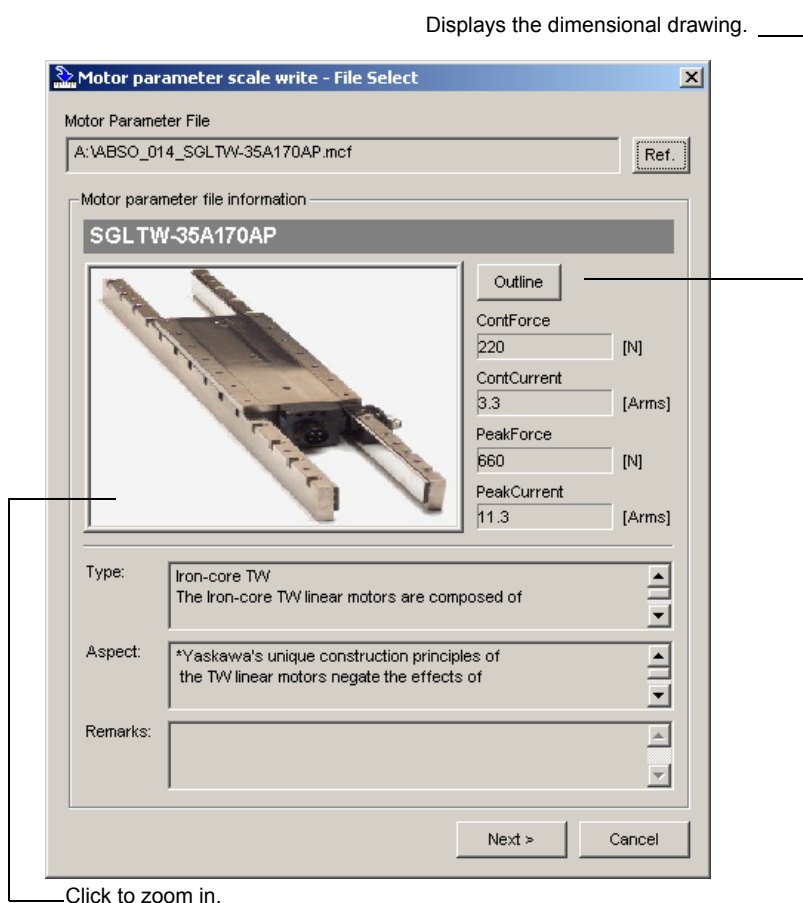 Displays the dimensional drawing.
Motor parameter scale write - File Select
Motor Parameter File
A:\ABSO_014_SGLTW-35A170AP.mcf
Ref.
Motor parameter file information
SGLTW-35A170AP
Outline
ContForce
220 [N]
ContCurrent
3.3 [Arms]
PeakForce
660 [N]
PeakCurrent
11.3 [Arms]
Type:
Iron-core TW
The Iron-core TW linear motors are composed of
Aspect:
*Yaskawa's unique construction principles of
the TW linear motors negate the effects of
Remarks:
Next >
Cancel
Click to zoom in.